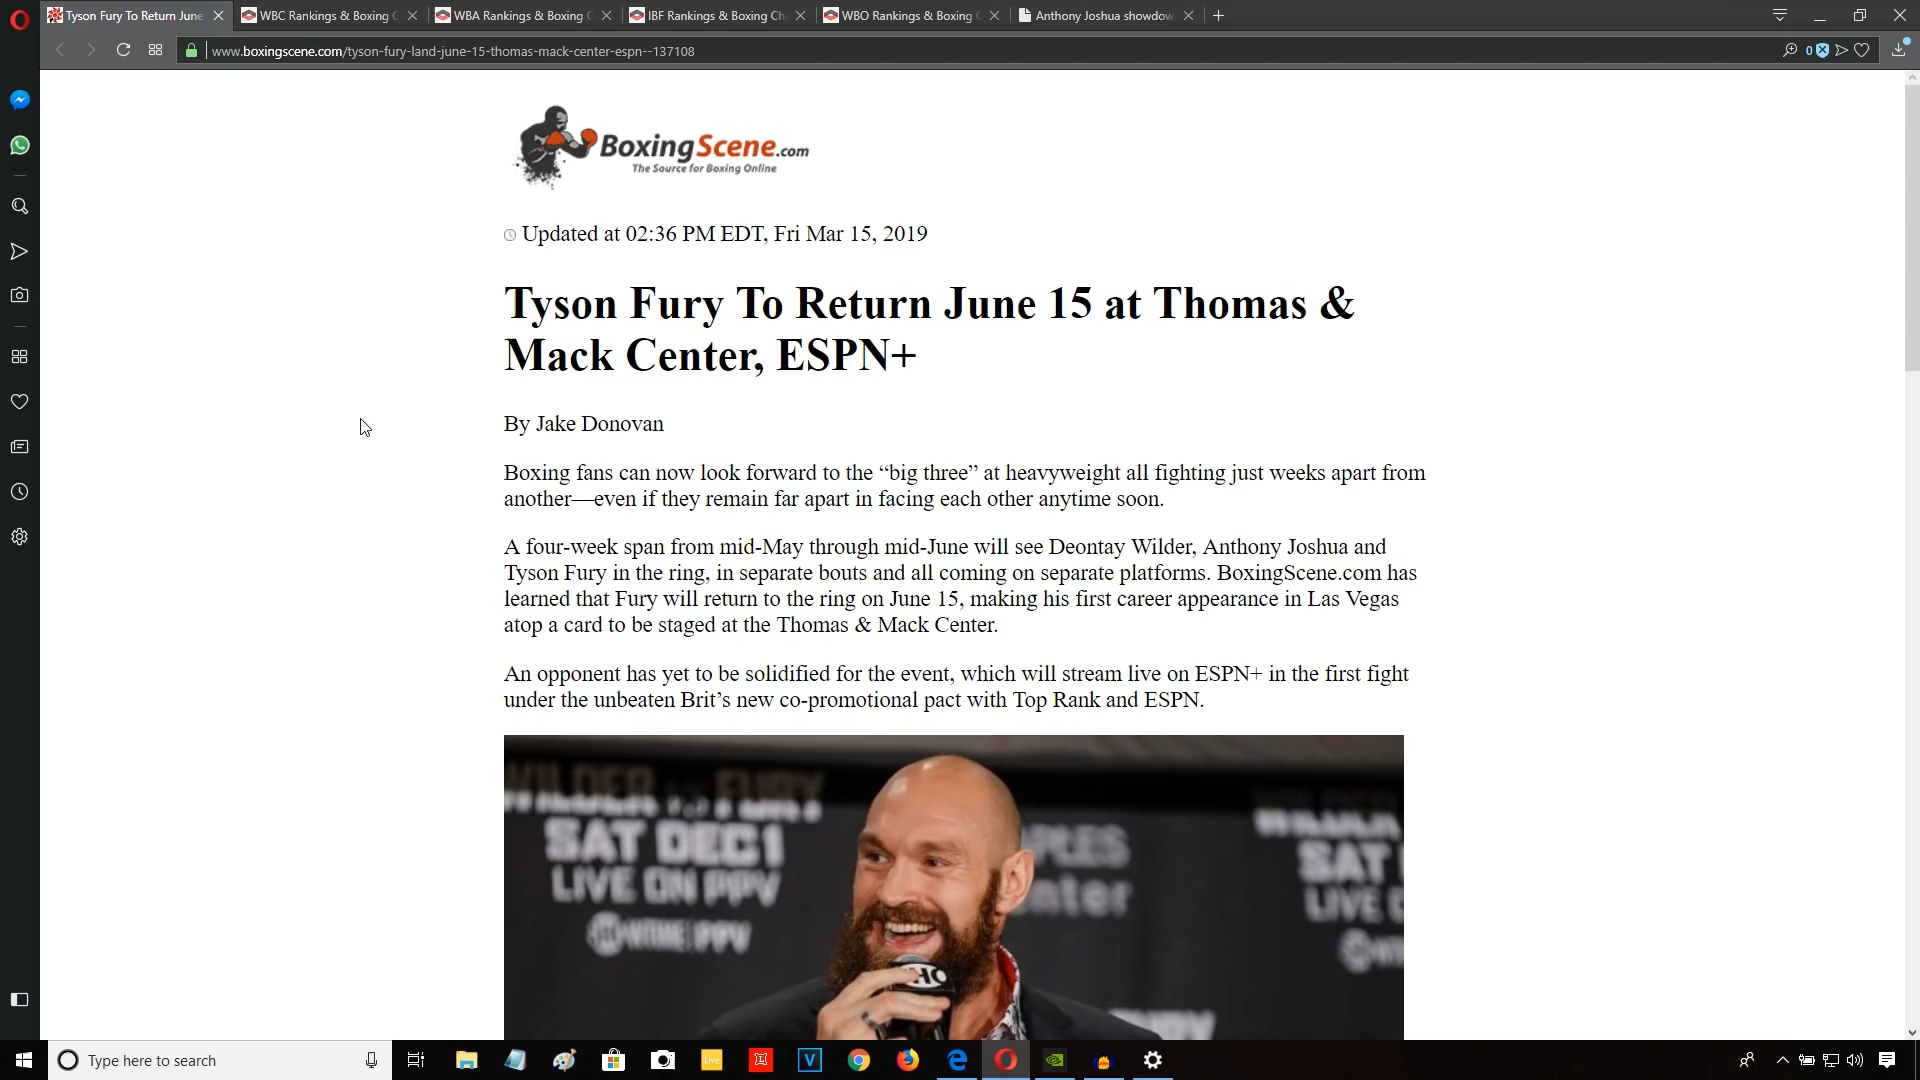 Tyson Fury To Return June
WBC Rankings & Boxing C
WBA Rankings & Boxing C
IBF Rankings & Boxing Ch
WBO Rankings & Boxing C
Anthony Joshua showdow
www.boxingscene.com/tyson-fury-land-june-15-thomas-mack-center-espn--137108
0
BoxingScene.com
The Source for Boxing Online
Updated at 02:36 PM EDT, Fri Mar 15, 2019
Tyson Fury To Return June 15 at Thomas &
Mack Center, ESPN+
By Jake Donovan
Boxing fans can now look forward to the “big three” at heavyweight all fighting just weeks apart from
another—even if they remain far apart in facing each other anytime soon.
A four-week span from mid-May through mid-June will see Deontay Wilder, Anthony Joshua and
Tyson Fury in the ring, in separate bouts and all coming on separate platforms. BoxingScene.com has
learned that Fury will return to the ring on June 15, making his first career appearance in Las Vegas
atop a card to be staged at the Thomas & Mack Center.
An opponent has yet to be solidified for the event, which will stream live on ESPN+ in the first fight
under the unbeaten Brit’s new co-promotional pact with Top Rank and ESPN.
WILDER FURY
SAT DEC 1
LIVE ON PPV
SHOWTIME PPV
PLES
enter
SAT
LIVE
Type here to search
Live
V